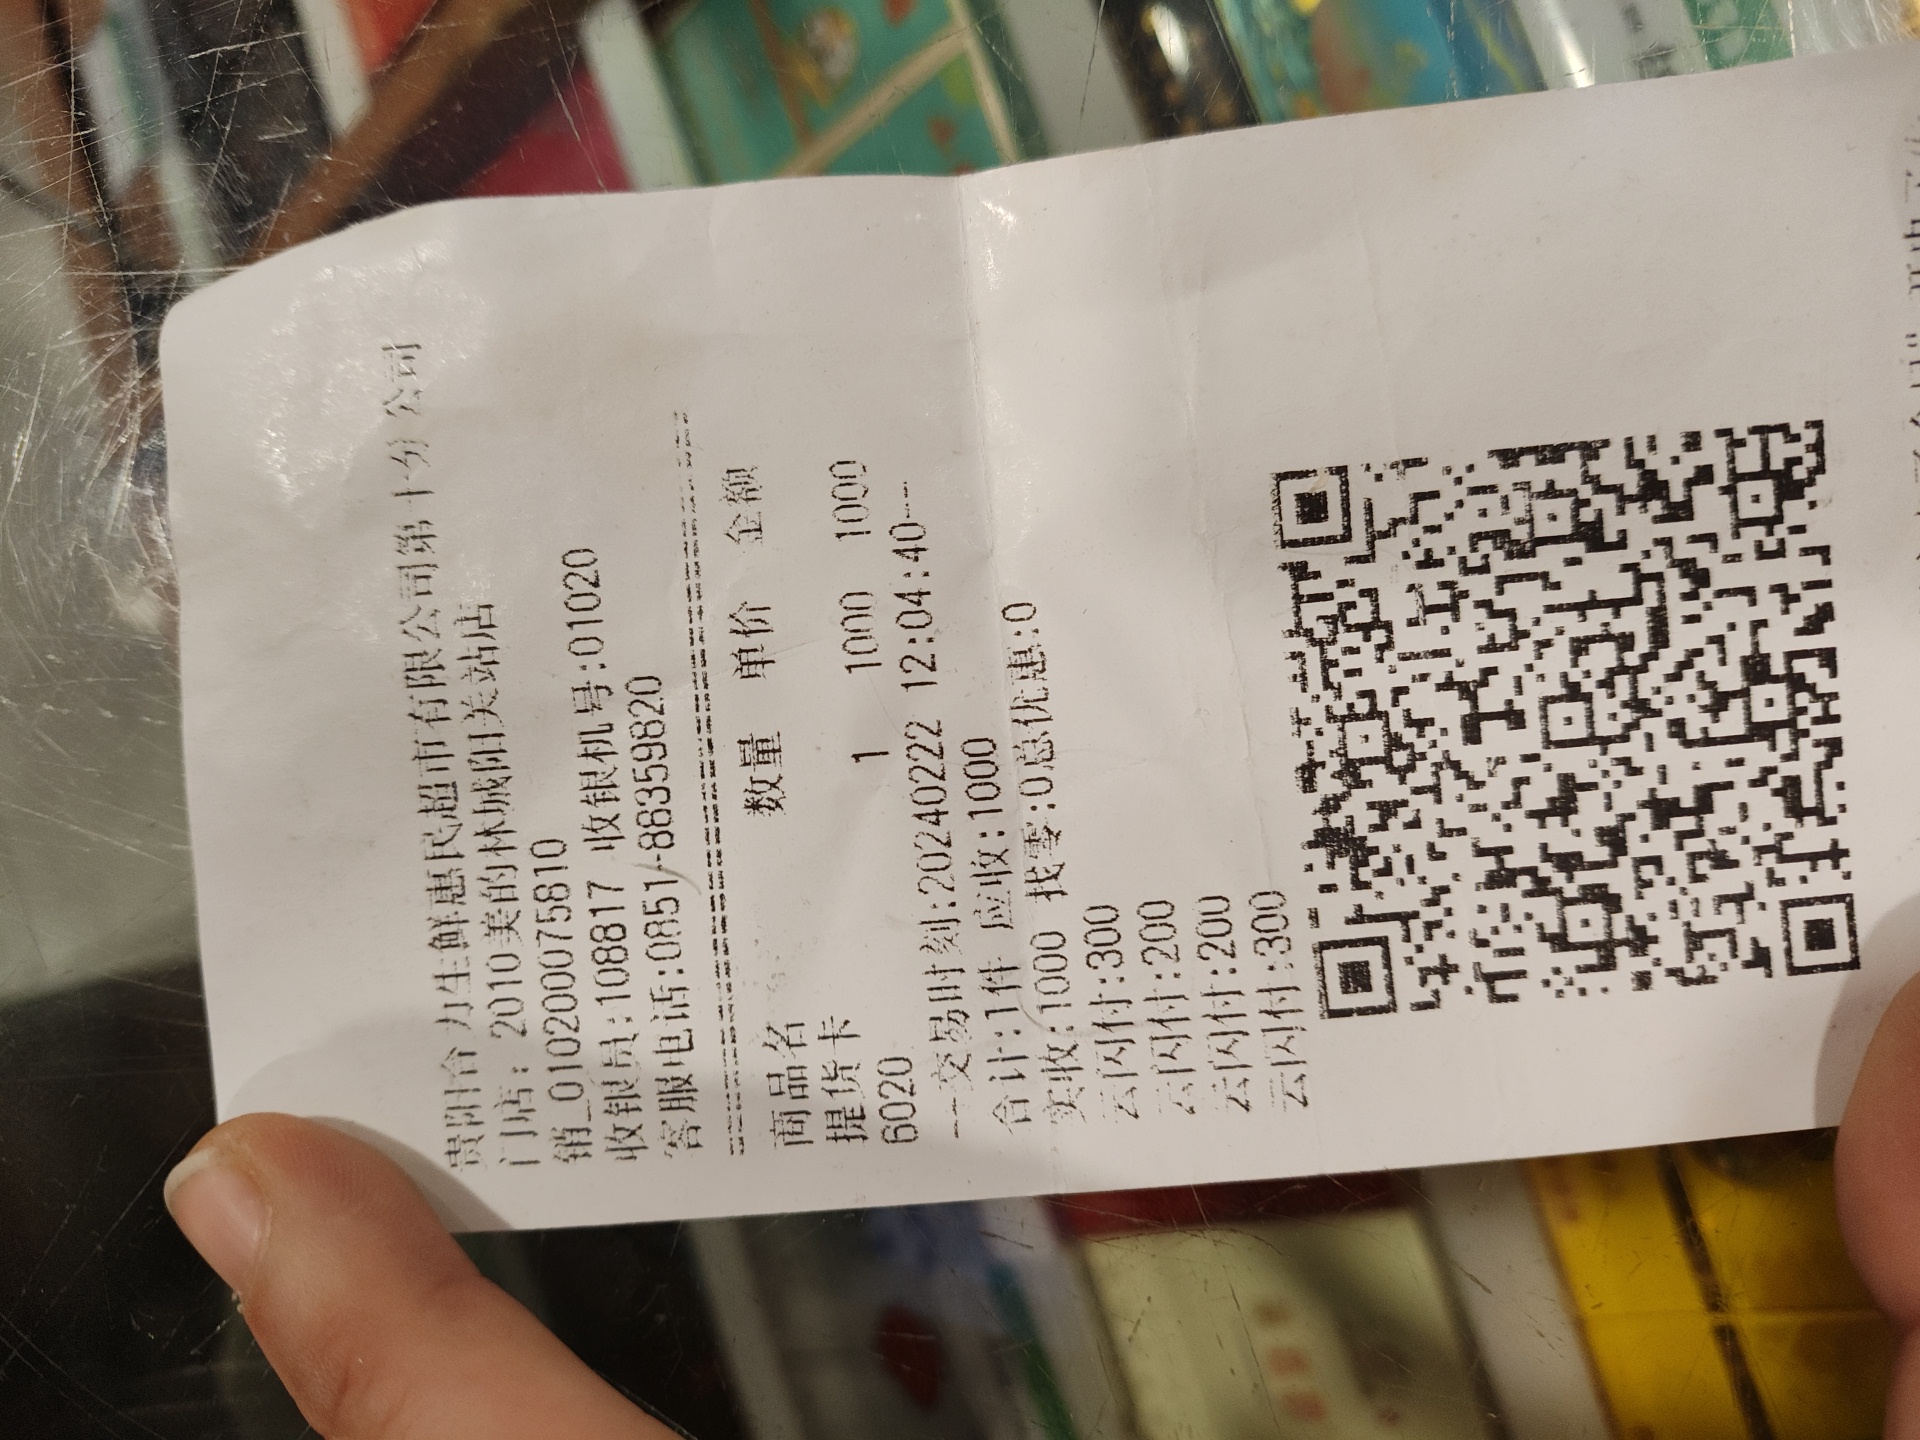 贵阳合力生鲜惠民超市有限公司第十分公司
门店: 2010美的林城阳关站店
销_0102000075810
收银员:108817 收银机号:01020
客服电话:0851-88359820
商品名 数量 单价 金额
提货卡
6020 1 1000 1000
---交易时刻:20240222 12:04:40---
合计:1件 应收:1000
实收:1000 找零:0总优惠:0
云闪付:300
云闪付:200
云闪付:200
云闪付:300